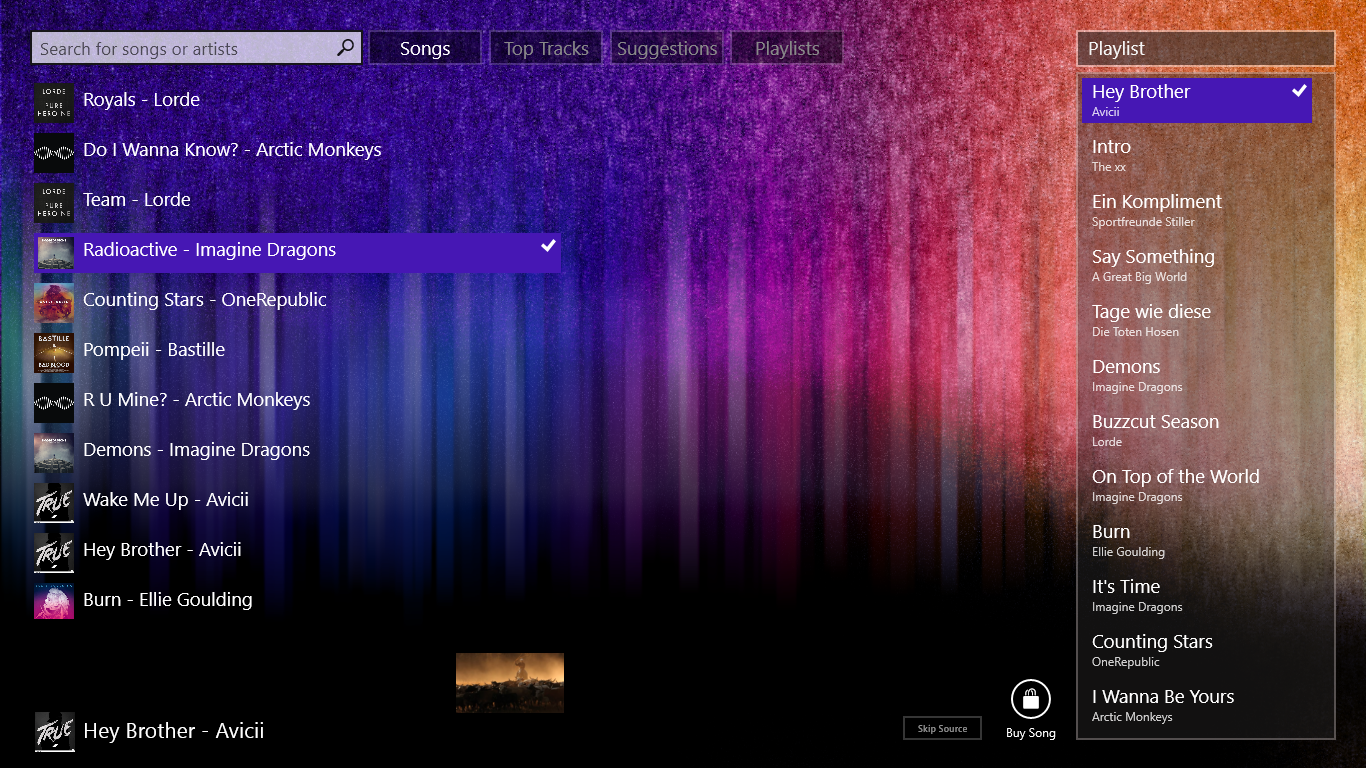 Search for songs or artists
Songs
Top Tracks
Suggestions
Playlists
Playlist
LORDE
PURE
HEROINE
Royals - Lorde
Do I Wanna Know? - Arctic Monkeys
LORDE
PURE
HEROINE
Team - Lorde
Radioactive - Imagine Dragons
Counting Stars - OneRepublic
BASTILLE
BAD BLOOD
Pompeii - Bastille
R U Mine? - Arctic Monkeys
Demons - Imagine Dragons
TRUE
Wake Me Up - Avicii
TRUE
Hey Brother - Avicii
Burn - Ellie Goulding
TRUE
Hey Brother - Avicii
Skip Source
Buy Song
Hey Brother
Avicii
Intro
The xx
Ein Kompliment
Sportfreunde Stiller
Say Something
A Great Big World
Tage wie diese
Die Toten Hosen
Demons
Imagine Dragons
Buzzcut Season
Lorde
On Top of the World
Imagine Dragons
Burn
Ellie Goulding
It's Time
Imagine Dragons
Counting Stars
OneRepublic
I Wanna Be Yours
Arctic Monkeys